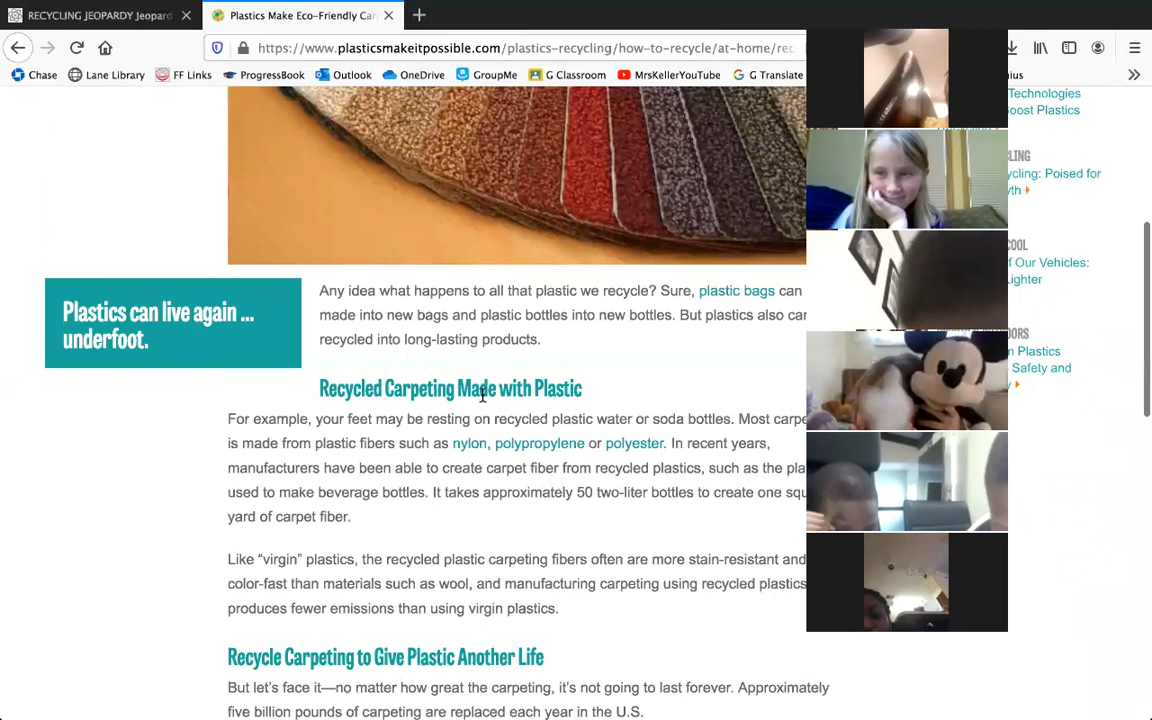 RECYCLING JEOPARDY Jeopard
Plastics Make Eco-Friendly Car
https://www.plasticsmakeitpossible.com/plastics-recycling/how-to-recycle/at-home/rec
Chase
Lane Library
FF Links
ProgressBook
Outlook
OneDrive
GroupMe
G Classroom
MrsKellerYouTube
G Translate
nius
Technologies
Boost Plastics
CLING
ycling: Poised for
th
COOL
of Our Vehicles:
Lighter
n Plastics
Safety and
Plastics can live again ...
underfoot.
Any idea what happens to all that plastic we recycle? Sure, plastic bags can
made into new bags and plastic bottles into new bottles. But plastics also can
recycled into long-lasting products.
Recycled Carpeting Made with Plastic
For example, your feet may be resting on recycled plastic water or soda bottles. Most carpe
is made from plastic fibers such as nylon, polypropylene or polyester. In recent years,
manufacturers have been able to create carpet fiber from recycled plastics, such as the pla
used to make beverage bottles. It takes approximately 50 two-liter bottles to create one squ
yard of carpet fiber.
Like “virgin” plastics, the recycled plastic carpeting fibers often are more stain-resistant and
color-fast than materials such as wool, and manufacturing carpeting using recycled plastics
produces fewer emissions than using virgin plastics.
Recycle Carpeting to Give Plastic Another Life
But let’s face it—no matter how great the carpeting, it’s not going to last forever. Approximately
five billion pounds of carpeting are replaced each year in the U.S.